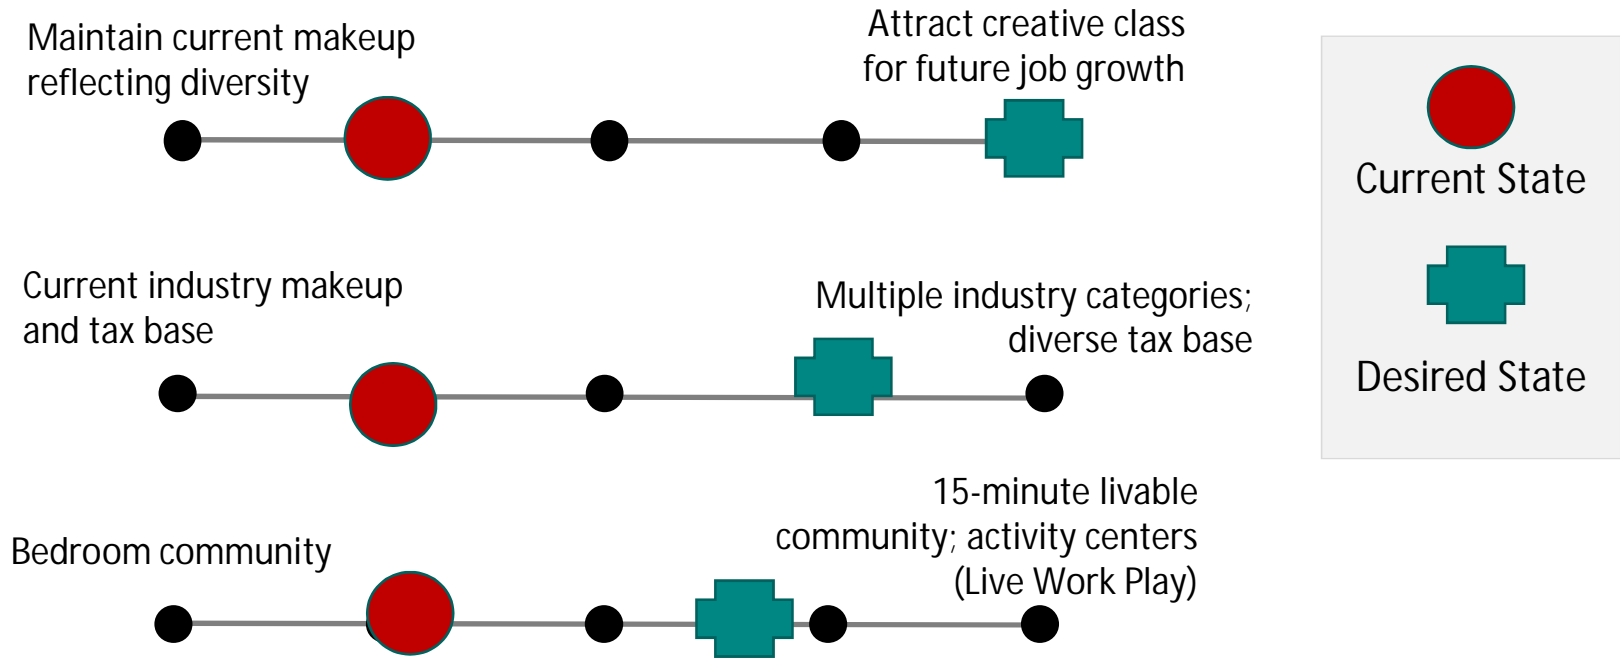 Maintain current makeup
reflecting diversity
Attract creative class
for future job growth
Current industry makeup
and tax base
Multiple industry categories;
diverse tax base
Bedroom community
15-minute livable
community; activity centers
(Live Work Play)
Current State
Desired State